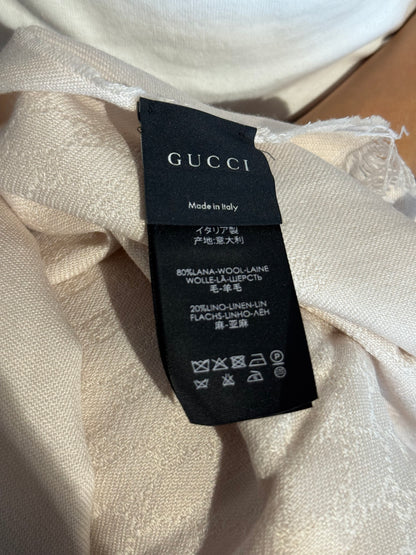 GUCCI
Made in Italy
イタリア製
产地:意大利
80%LANA-WOOL-LAINE
WOLLE-LÃ-ШЕРСТЬ
毛-羊毛
20%LINO-LINEN-LIN
FLACHS-LINHO-ЛЁН
麻-亚麻